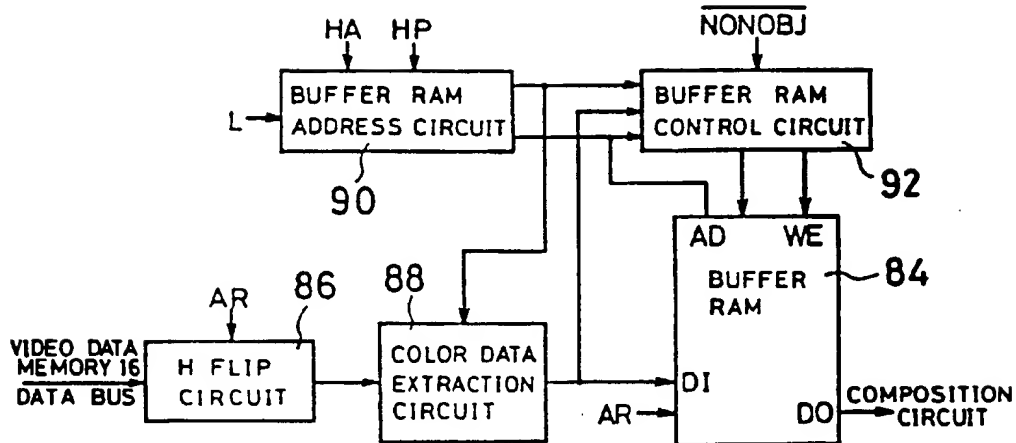 HA HP
NONOBJ
L
BUFFER RAM
ADDRESS CIRCUIT
90
BUFFER RAM
CONTROL CIRCUIT
92
AD WE
BUFFER
RAM
84
DI
AR
DO
COMPOSITION
CIRCUIT
AR
86
88
VIDEO DATA
MEMORY 16
DATA BUS
H FLIP
CIRCUIT
COLOR DATA
EXTRACTION
CIRCUIT